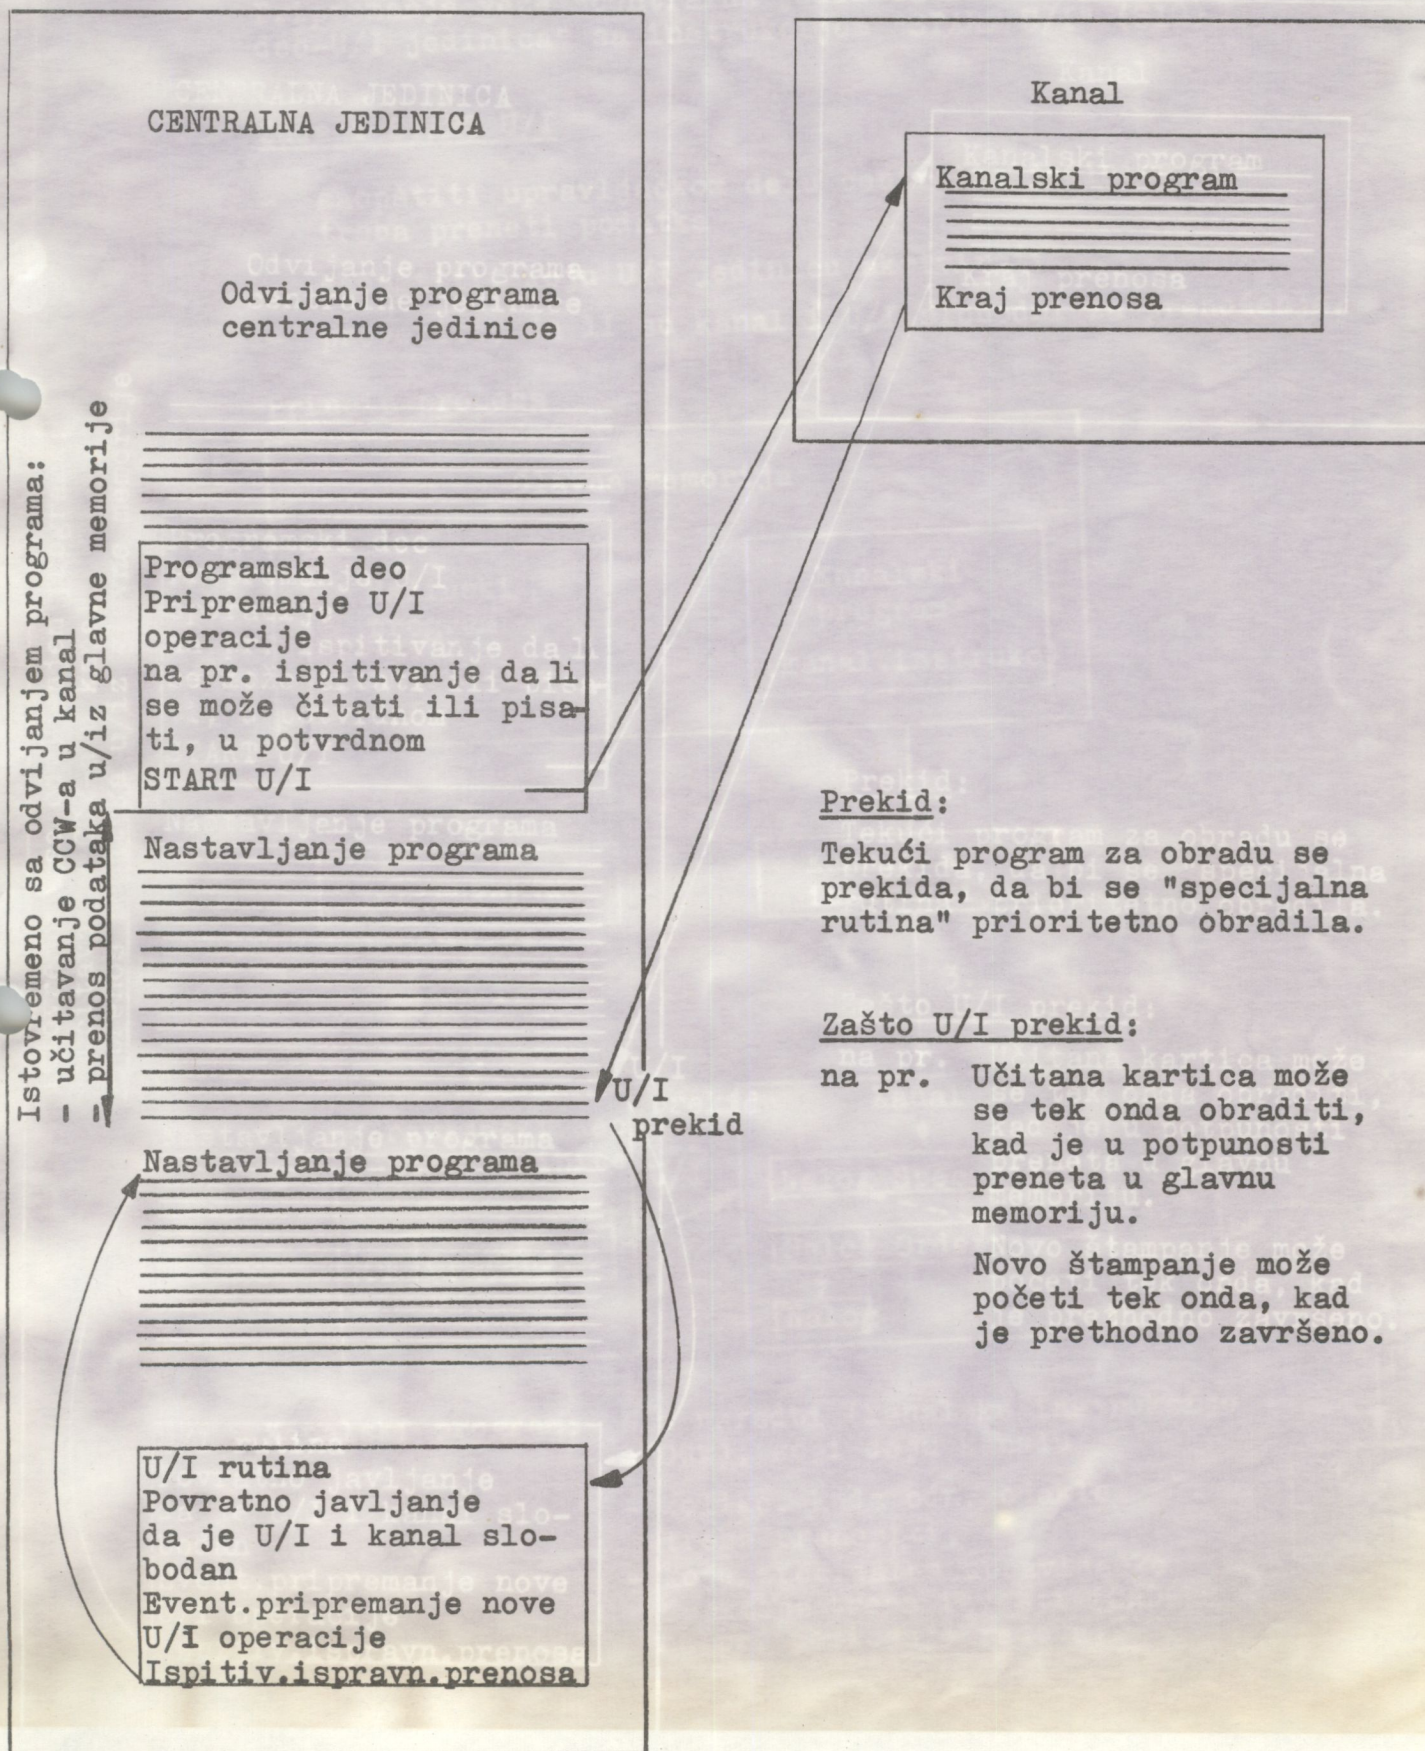 CENTRALNA JEDINICA
Odvijanje programa
centralne jedinice
Istovremeno sa odvijanjem programa:
- učitavanje CCW-a u kanal
- prenos podataka u/iz glavne memorije
Programski deo
Pripremanje U/I
operacije
na pr. ispitivanje da li
se može čitati ili pisa-
ti, u potvrdnom
START U/I
Nastavljanje programa
U/I
prekid
Nastavljanje programa
U/I rutina
Povratno javljanje
da je U/I i kanal slo-
bodan
Event.pripremanje nove
U/I operacije
Ispitiv.ispravn.prenosa
Kanal
Kanalski program
Kraj prenosa
Prekid:
Tekući program za obradu se
prekida, da bi se "specijalna
rutina" prioritetno obradila.
Zašto U/I prekid:
na pr. Učitana kartica može
se tek onda obraditi,
kad je u potpunosti
preneta u glavnu
memoriju.
Novo štampanje može
početi tek onda, kad
je prethodno završeno.